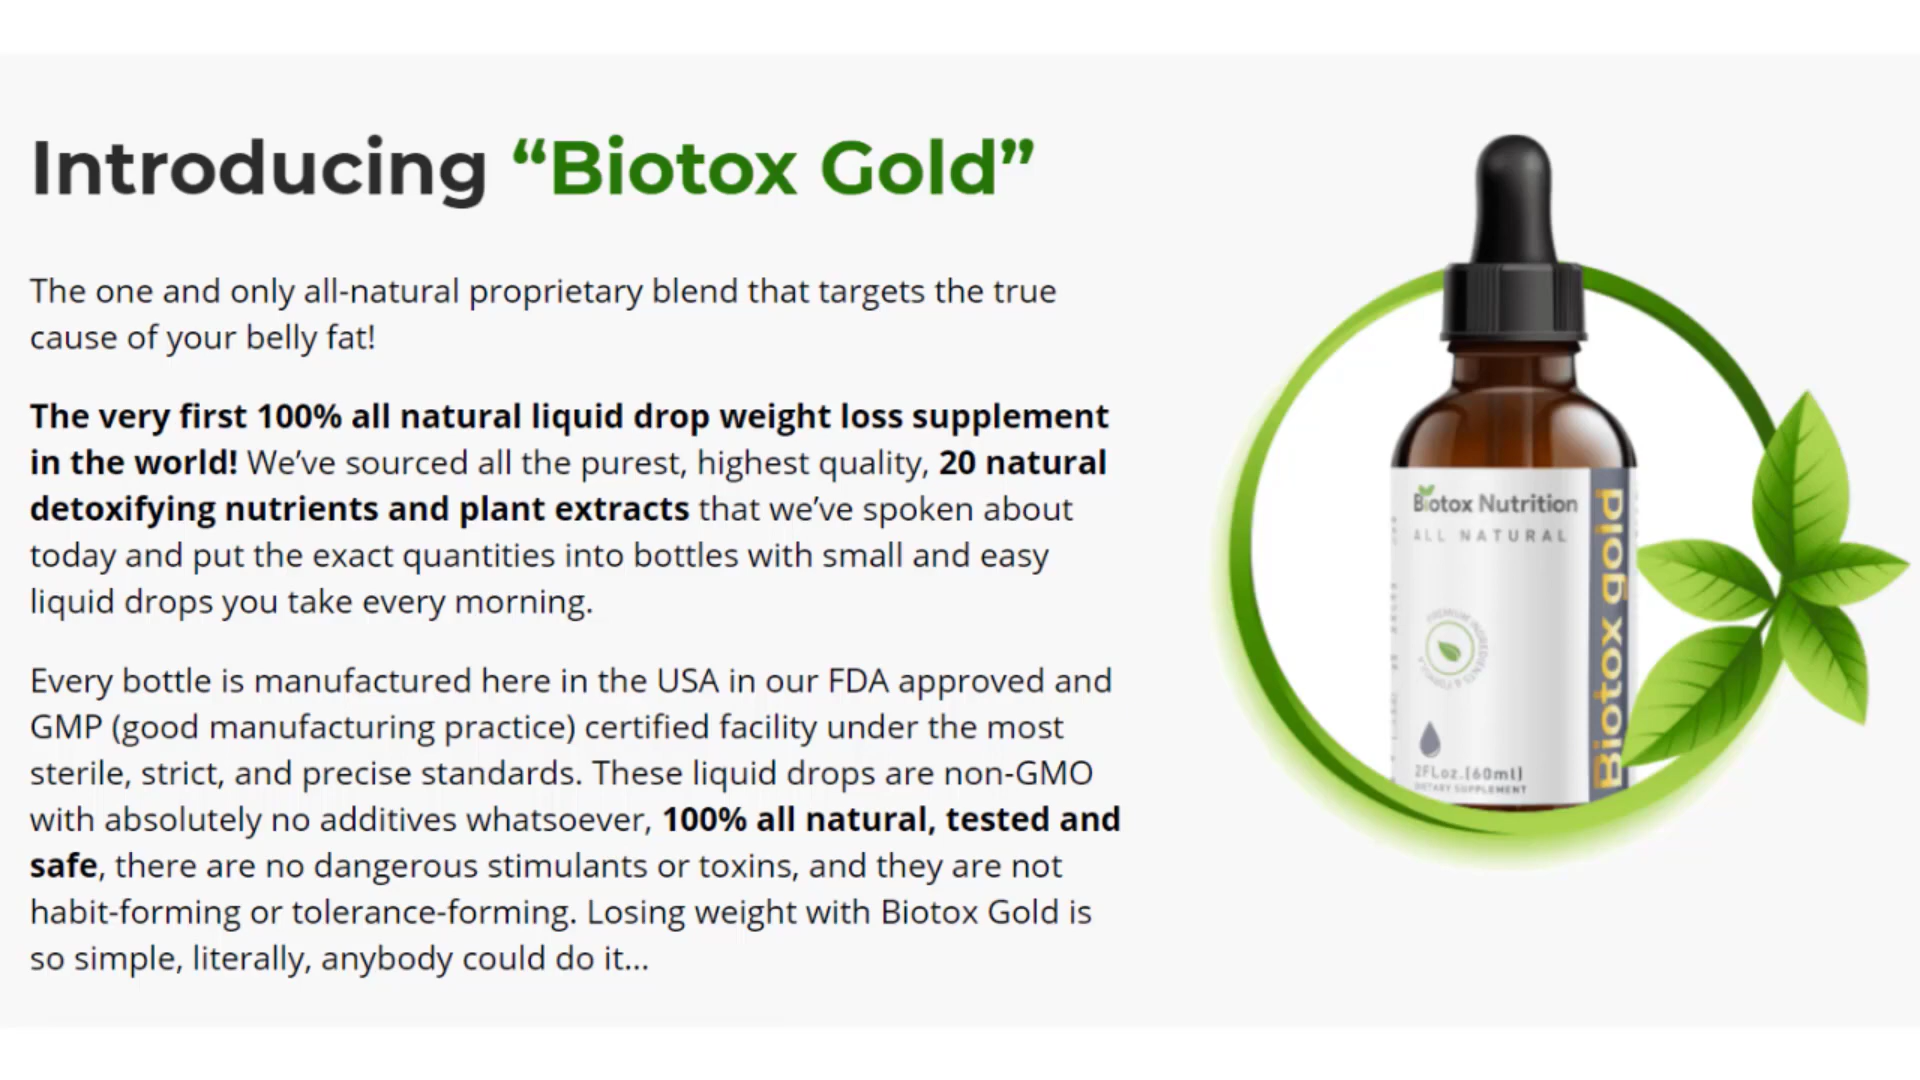 Introducing “Biotox Gold”
The one and only all-natural proprietary blend that targets the true
cause of your belly fat!
The very first 100% all natural liquid drop weight loss supplement
in the world! We’ve sourced all the purest, highest quality, 20 natural
detoxifying nutrients and plant extracts that we’ve spoken about
today and put the exact quantities into bottles with small and easy
liquid drops you take every morning.
Every bottle is manufactured here in the USA in our FDA approved and
GMP (good manufacturing practice) certified facility under the most
sterile, strict, and precise standards. These liquid drops are non-GMO
with absolutely no additives whatsoever, 100% all natural, tested and
safe, there are no dangerous stimulants or toxins, and they are not
habit-forming or tolerance-forming. Losing weight with Biotox Gold is
so simple, literally, anybody could do it...
Biotox Nutrition
ALL NATURAL
PREMIUM INGREDIENTS & FORMULA
2FLoz.(60ml)
DIETARY SUPPLEMENT
Biotox gold